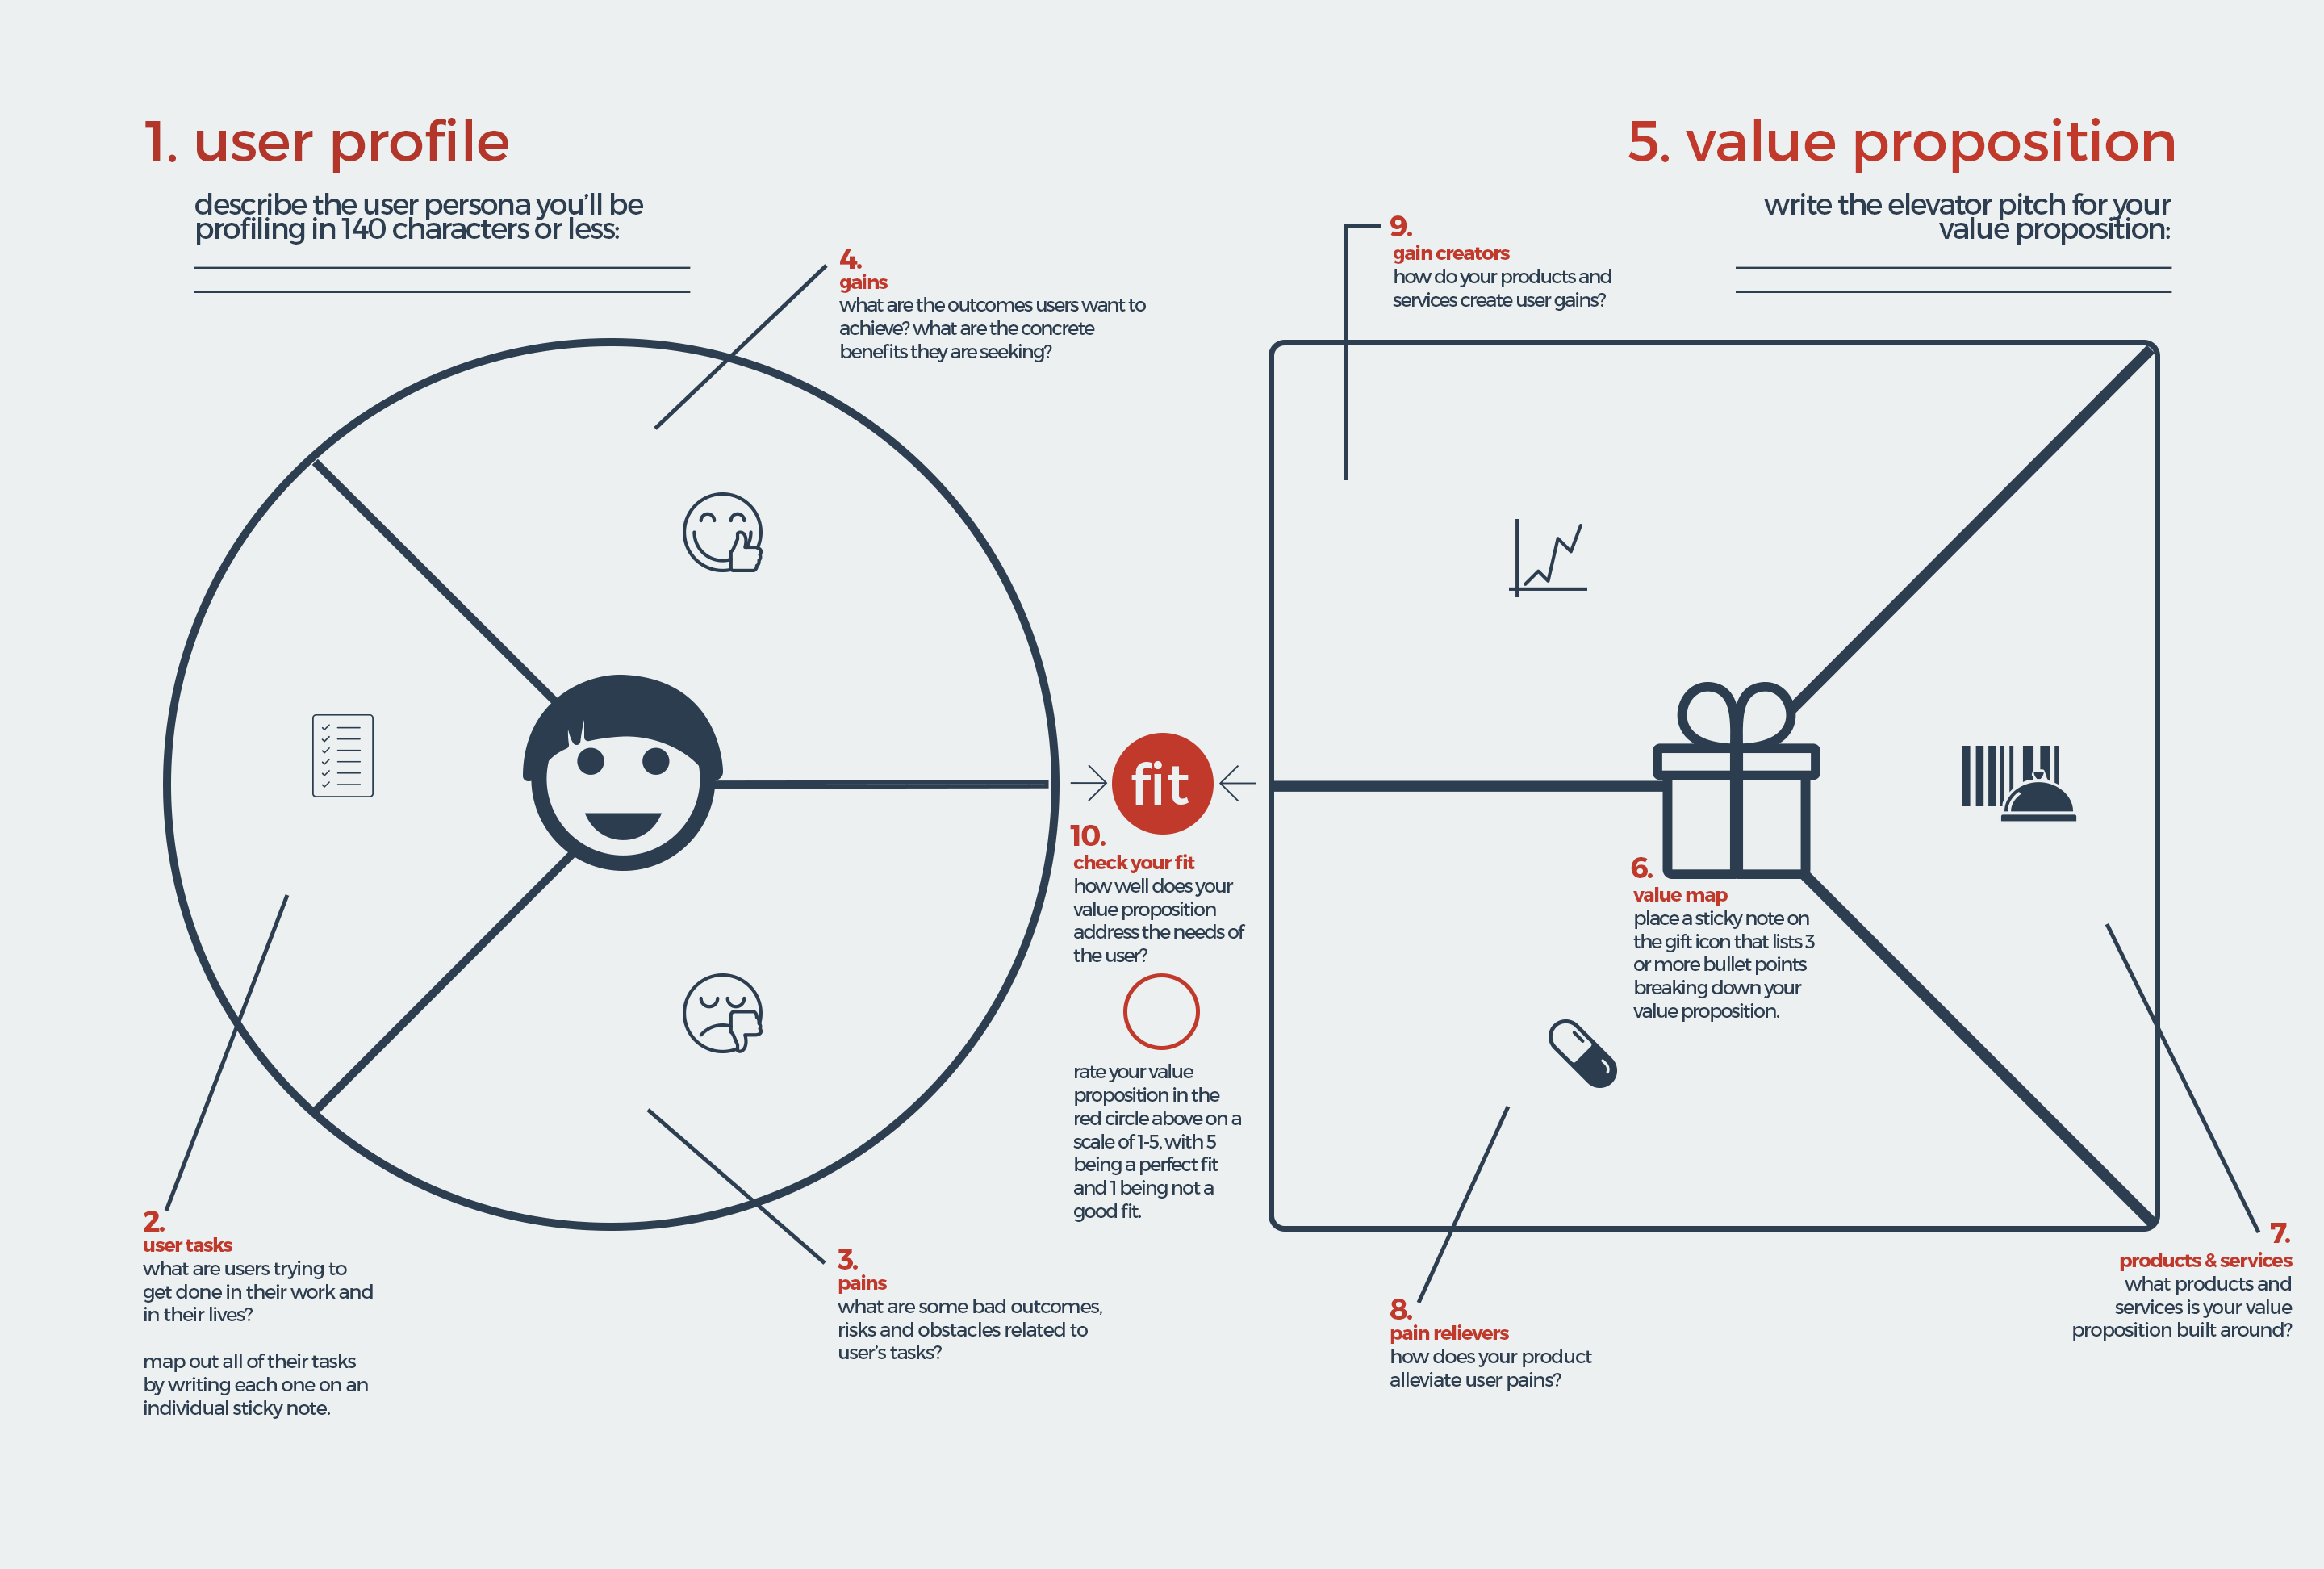 1. user profile
describe the user persona you'll be
profiling in 140 characters or less:
2.
user tasks
what are users trying to
get done in their work and
in their lives?
map out all of their tasks
by writing each one on an
individual sticky note.
3.
pains
what are some bad outcomes,
risks and obstacles related to
user's tasks?
4.
gains
what are the outcomes users want to
achieve? what are the concrete
benefits they are seeking?
5. value proposition
write the elevator pitch for your
value proposition:
6.
value map
place a sticky note on
the gift icon that lists 3
or more bullet points
breaking down your
value proposition.
7.
products & services
what products and
services is your value
proposition built around?
8.
pain relievers
how does your product
alleviate user pains?
9.
gain creators
how do your products and
services create user gains?
fit
10.
check your fit
how well does your
value proposition
address the needs of
the user?
rate your value
proposition in the
red circle above on a
scale of 1-5, with 5
being a perfect fit
and 1 being not a
good fit.